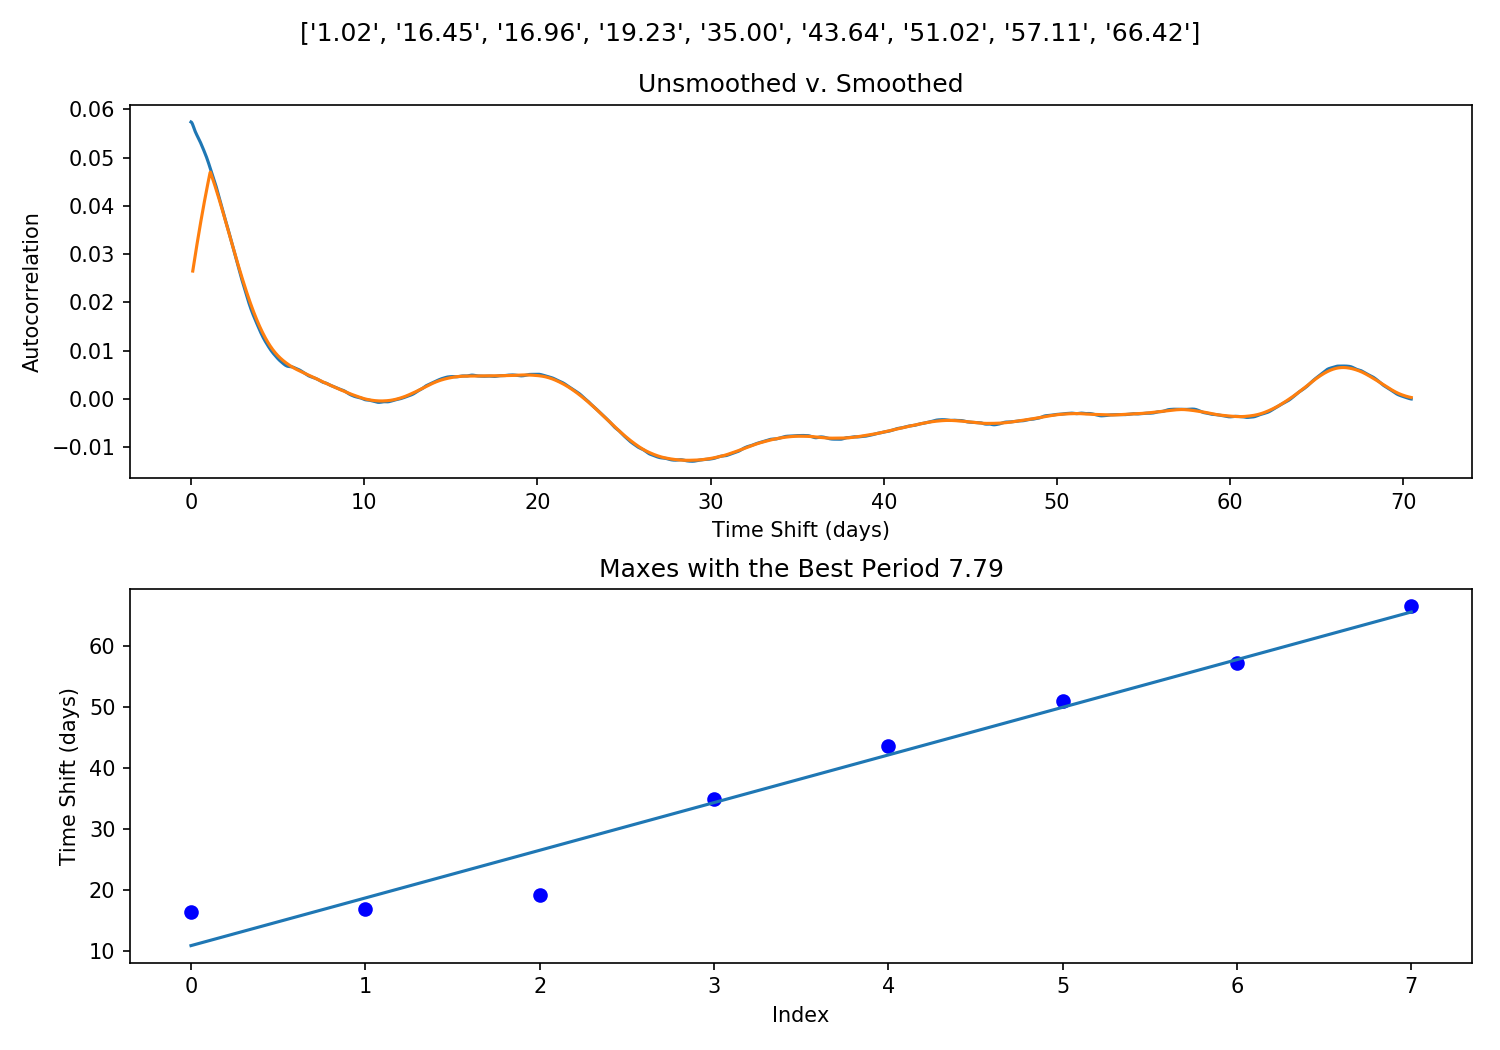 ['1.02', '16.45', '16.96', '19.23', '35.00', '43.64', '51.02', '57.11', '66.42']
Unsmoothed v. Smoothed
0.06
0.05
0.04
0.03
0.02
0.01
0.00
−0.01
Autocorrelation
0 10 20 30 40 50 60 70
Time Shift (days)
Maxes with the Best Period 7.79
60
50
40
30
20
10
Time Shift (days)
0 1 2 3 4 5 6 7
Index